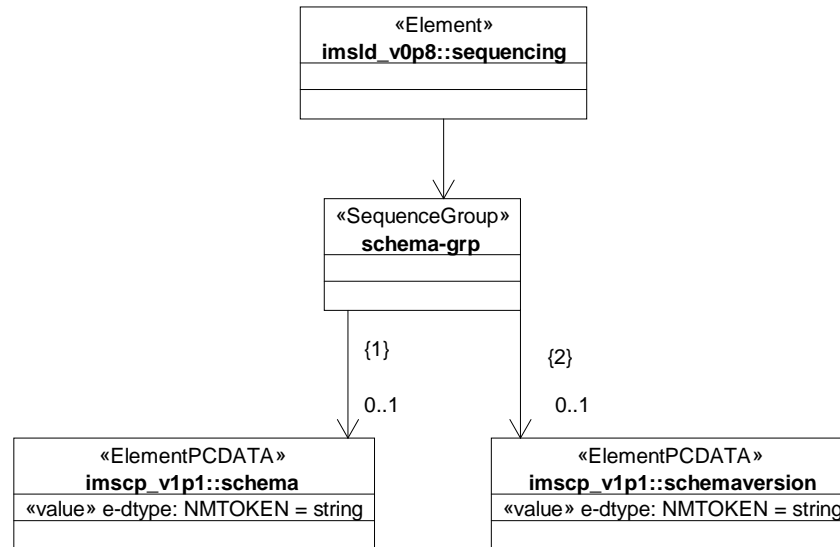 «Element»
imsld_v0p8::sequencing
«SequenceGroup»
schema-grp
{1}
{2}
0..1
0..1
«ElementPCDATA»
imscp_v1p1::schema
«value» e-dtype: NMTOKEN = string
«ElementPCDATA»
imscp_v1p1::schemaversion
«value» e-dtype: NMTOKEN = string